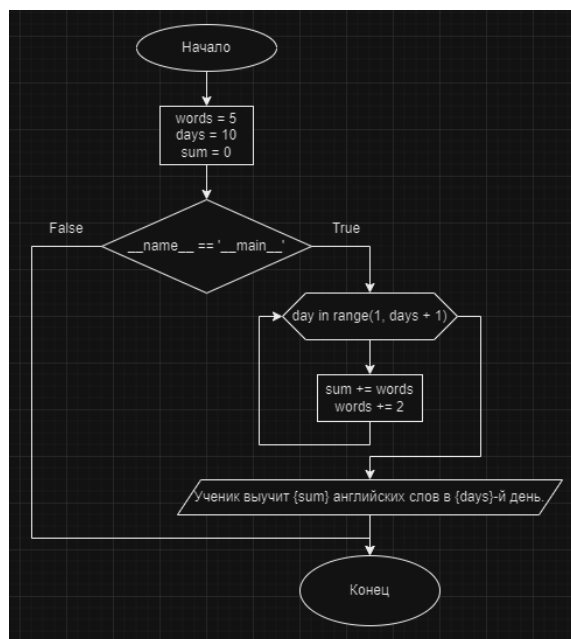 Начало
words = 5
days = 10
sum = 0
False
True
__name__ == '__main__'
day in range(1, days + 1)
sum += words
words += 2
Ученик выучит {sum} английских слов в {days}-й день.
Конец